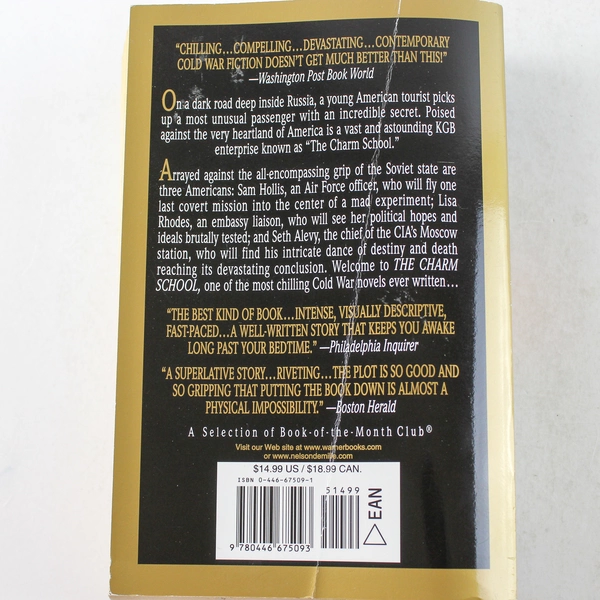 “CHILLING...COMPELLING...DEVASTATING...CONTEMPORARY
COLD WAR FICTION DOESN’T GET MUCH BETTER THAN THIS!”
—Washington Post Book World
On a dark road deep inside Russia, a young American tourist picks
up a most unusual passenger with an incredible secret. Poised
against the very heartland of America is a vast and astounding KGB
enterprise known as “The Charm School.”
Arrayed against the all-encompassing grip of the Soviet state are
three Americans: Sam Hollis, an Air Force officer, who will fly one
last covert mission into the center of a mad experiment; Lisa
Rhodes, an embassy liaison, who will see her political hopes and
ideals brutally tested; and Seth Alevy, the chief of the CIA’s Moscow
station, who will find his intricate dance of destiny and death
reaching its devastating conclusion. Welcome to THE CHARM
SCHOOL, one of the most chilling Cold War novels ever written...
“THE BEST KIND OF BOOK...INTENSE, VISUALLY DESCRIPTIVE,
FAST-PACED...A WELL-WRITTEN STORY THAT KEEPS YOU AWAKE
LONG PAST YOUR BEDTIME.” —Philadelphia Inquirer
“A SUPERLATIVE STORY...RIVETING...THE PLOT IS SO GOOD AND
SO GRIPPING THAT PUTTING THE BOOK DOWN IS ALMOST A
PHYSICAL IMPOSSIBILITY.” —Boston Herald
A Selection of Book-of-the-Month Club®
Visit our Web site at www.warnerbooks.com
or www.nelsondemille.com
$14.99 US / $18.99 CAN.
ISBN 0-446-67509-1
51499
EAN
9 780446 675093